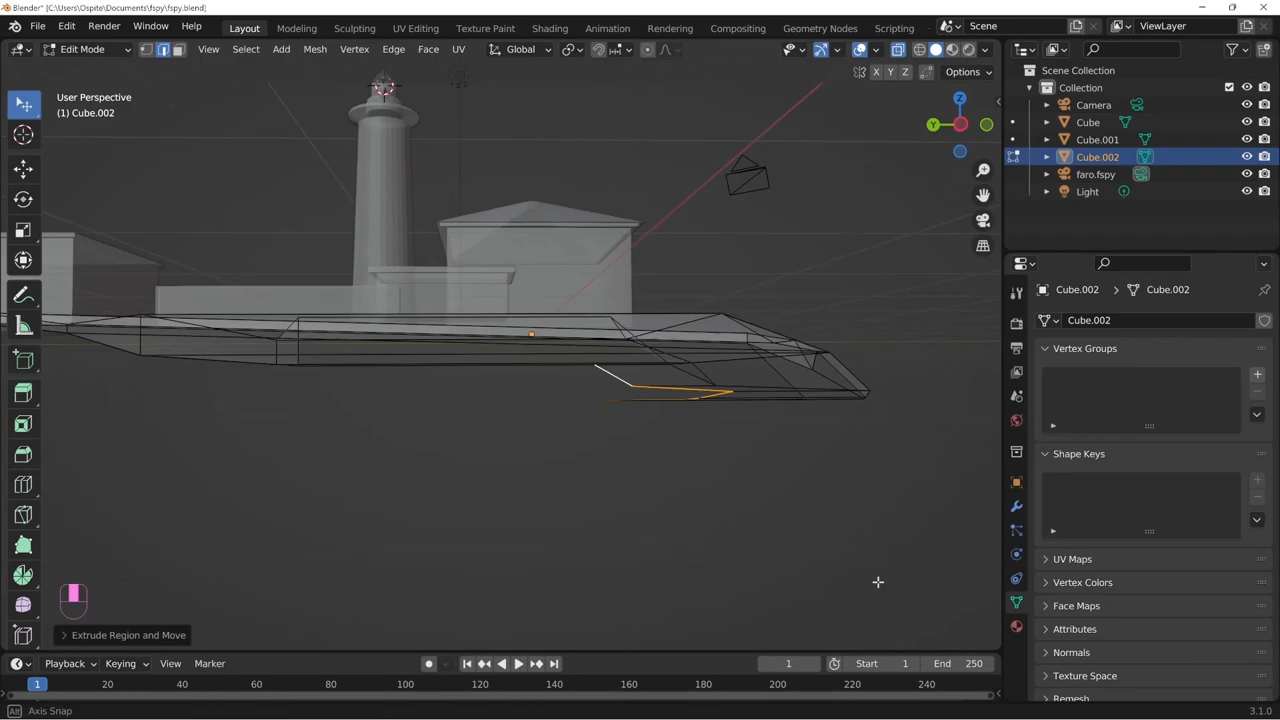 Blender* [C:\Users\Ospite\Documents\fspy\fspy.blend]
File Edit Render Window Help
Layout Modeling Sculpting UV Editing Texture Paint Shading Animation Rendering Compositing Geometry Nodes Scripting
Scene
ViewLayer
Edit Mode View Select Add Mesh Vertex Edge Face UV
Global
X Y Z Options
User Perspective
(1) Cube.002
Z
Y
Scene Collection
Collection
Camera
Cube
Cube.001
Cube.002
faro.fspy
Light
Cube.002 > Cube.002
Cube.002
Vertex Groups
Shape Keys
UV Maps
Vertex Colors
Face Maps
Attributes
Normals
Texture Space
Remesh
Extrude Region and Move
Playback Keying View Marker
1 Start 1 End 250
1 20 40 60 80 100 120 140 160 180 200 220 240
Alt Axis Snap
3.1.0